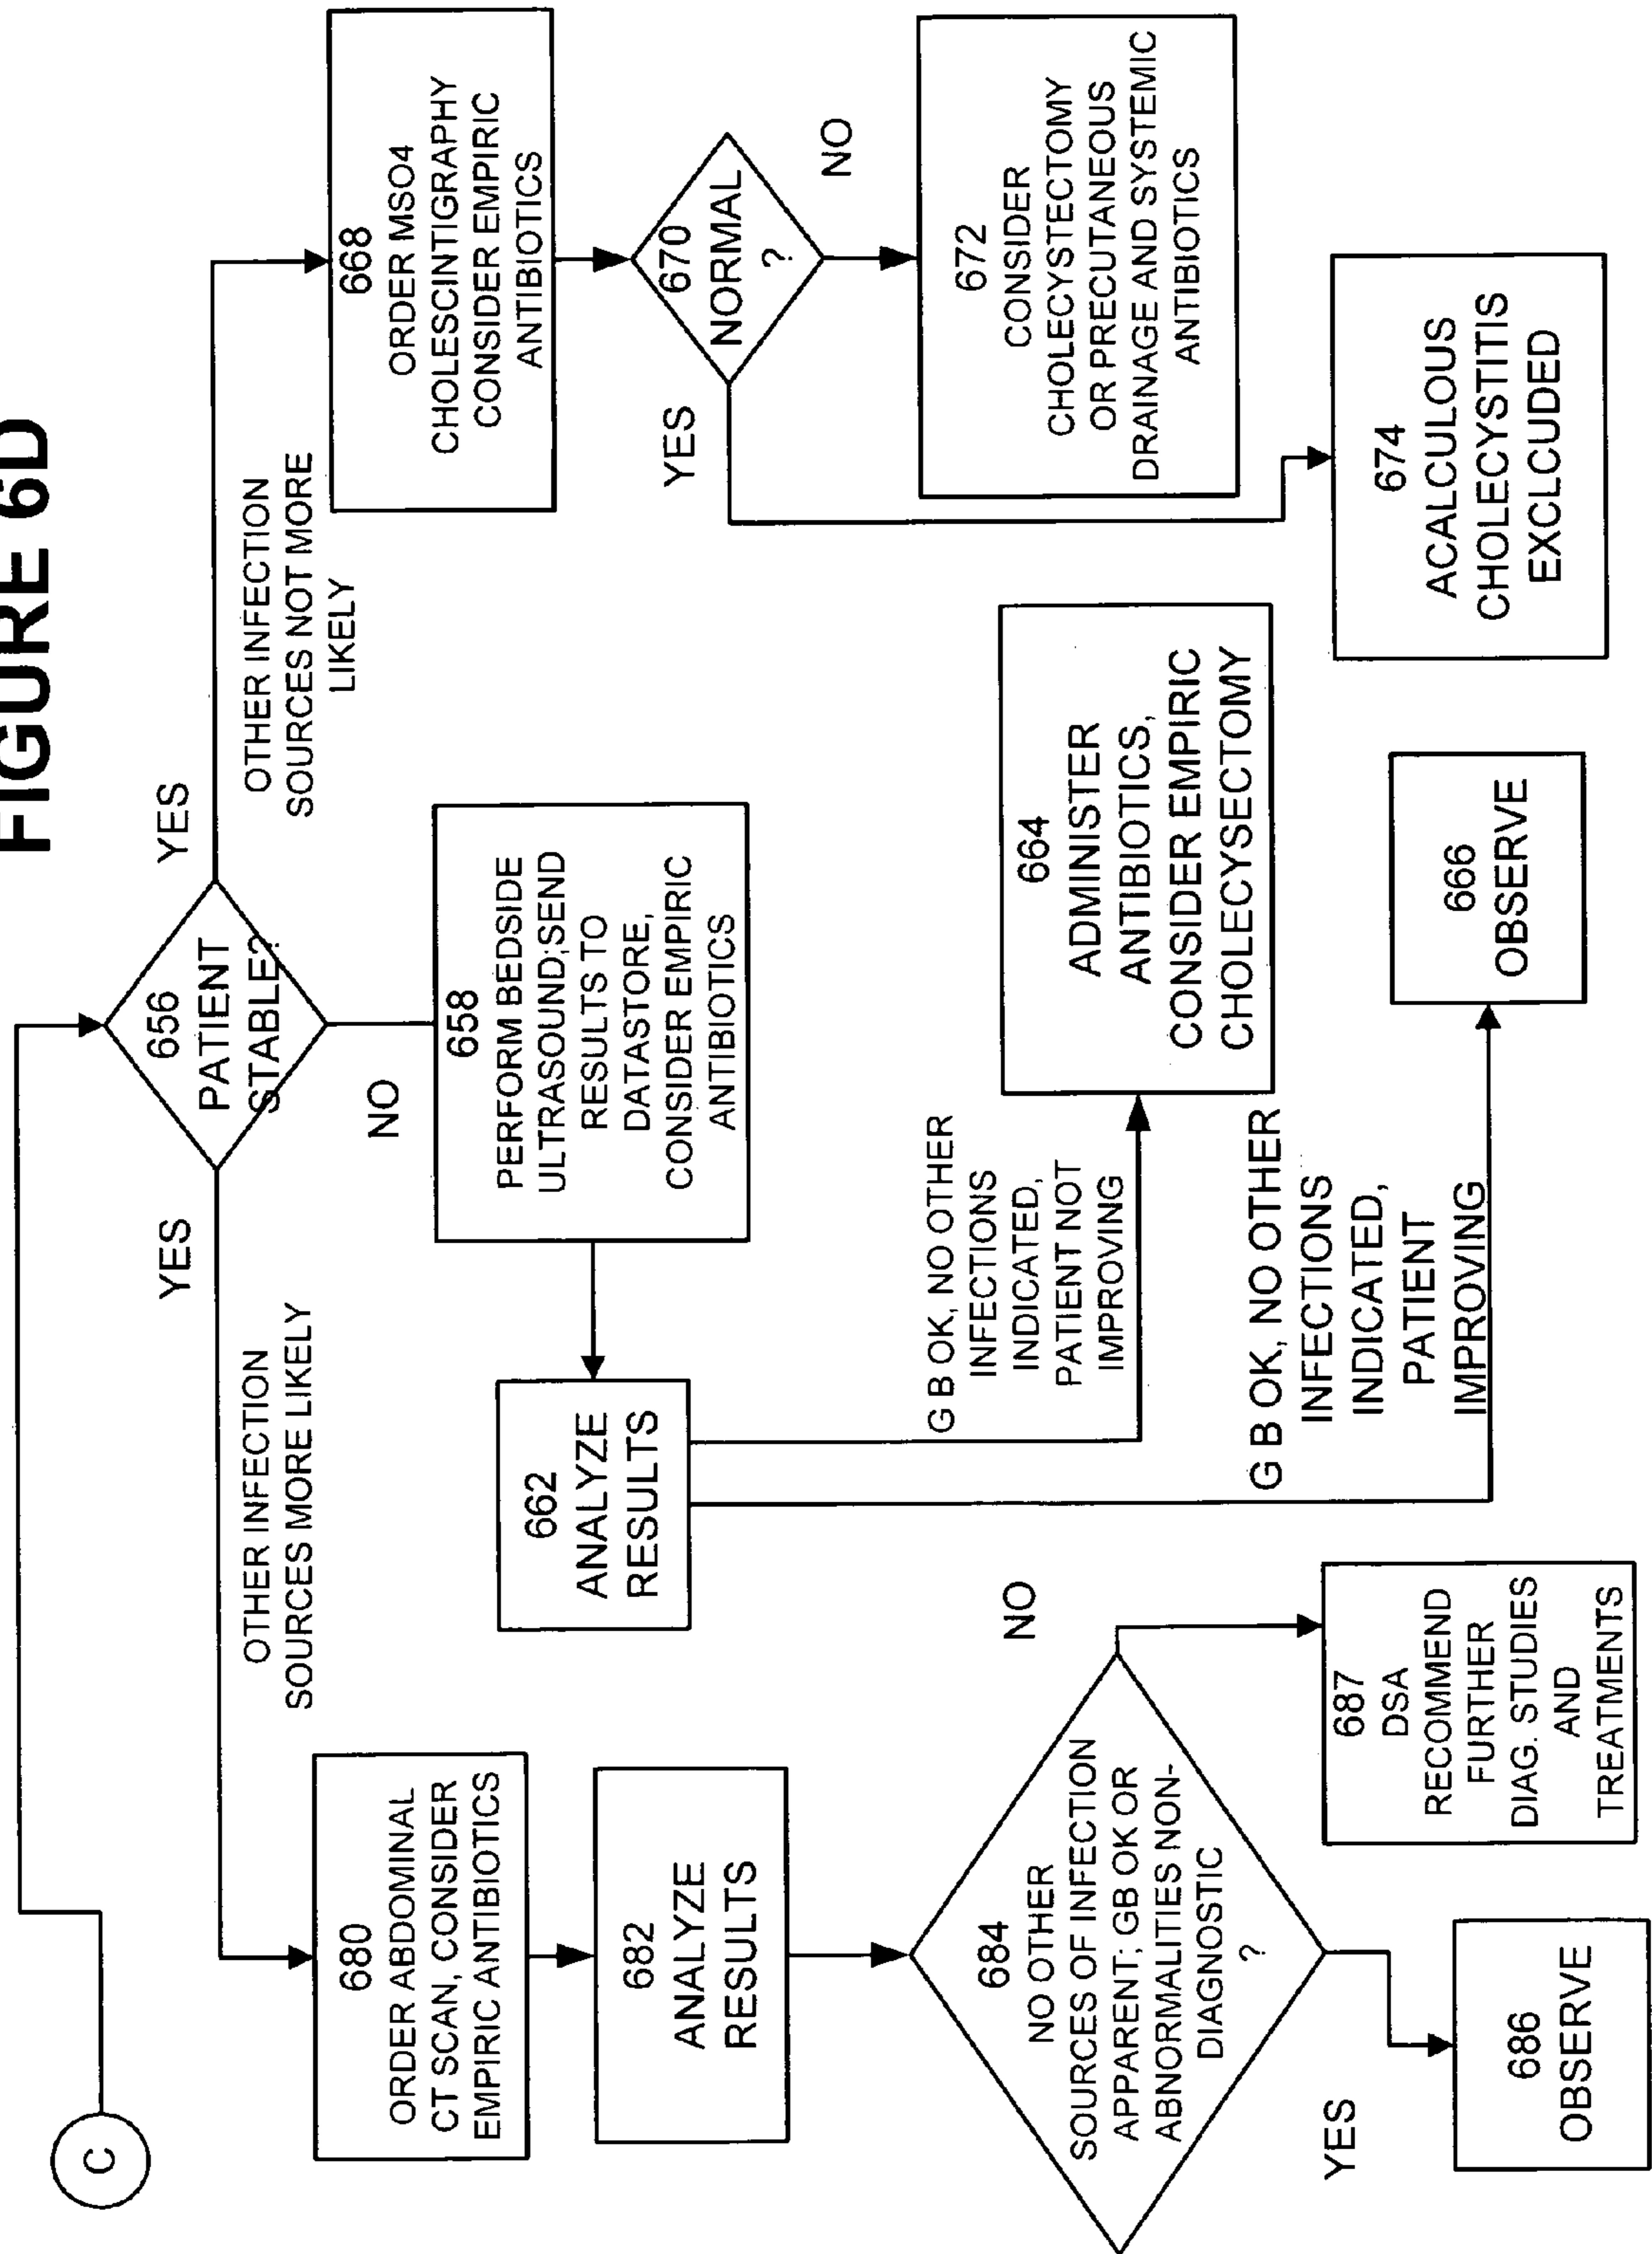 FIGURE 6D
C
656
PATIENT
STABLE?
YES
OTHER INFECTION
SOURCES MORE LIKELY
YES
OTHER INFECTION
SOURCES NOT MORE
LIKELY
NO
680
ORDER ABDOMINAL
CT SCAN, CONSIDER
EMPIRIC ANTIBIOTICS
682
ANALYZE
RESULTS
684
NO OTHER
SOURCES OF INFECTION
APPARENT; GB OK OR
ABNORMALITIES NON-
DIAGNOSTIC
?
YES
686
OBSERVE
NO
687
DSA
RECOMMEND
FURTHER
DIAG. STUDIES
AND
TREATMENTS
658
PERFORM BEDSIDE
ULTRASOUND;SEND
RESULTS TO
DATASTORE,
CONSIDER EMPIRIC
ANTIBIOTICS
662
ANALYZE
RESULTS
G B OK, NO OTHER
INFECTIONS
INDICATED,
PATIENT NOT
IMPROVING
664
ADMINISTER
ANTIBIOTICS,
CONSIDER EMPIRIC
CHOLECYSECTOMY
G B OK, NO OTHER
INFECTIONS
INDICATED,
PATIENT
IMPROVING
666
OBSERVE
668
ORDER MSO4
CHOLESCINTIGRAPHY
CONSIDER EMPIRIC
ANTIBIOTICS
670
NORMAL
?
NO
672
CONSIDER
CHOLECYSTECTOMY
OR PRECUTANEOUS
DRAINAGE AND SYSTEMIC
ANTIBIOTICS
YES
674
ACALCULOUS
CHOLECYSTITIS
EXCLCUDED